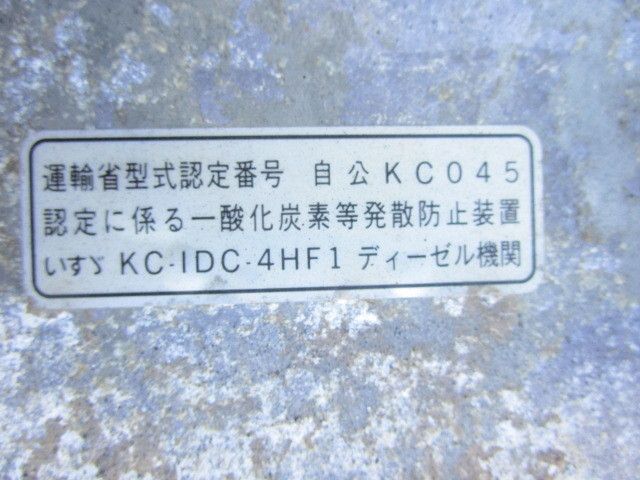 運輸省型式認定番号 自公KC045
認定に係る一酸化炭素等発散防止装置
いすゞ KC-IDC-4HF1 ディーゼル機関